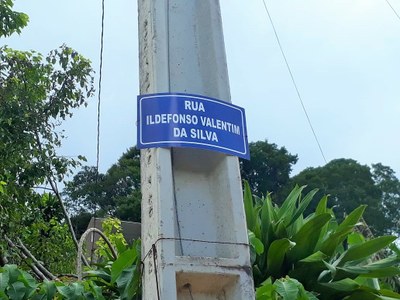 RUA
ILDEFONSO VALENTIM
DA SILVA